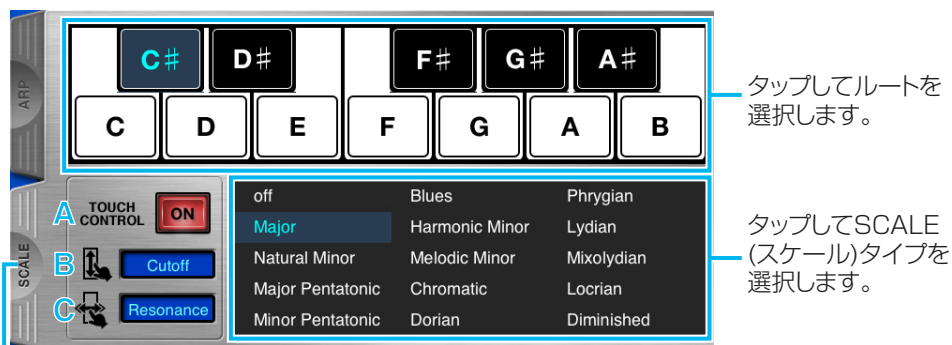 C♯ D♯ F♯ G♯ A♯
C D E F G A B
タップしてルートを
選択します。
ARP
A TOUCH CONTROL ON
B Cutoff
C Resonance
SCALE
off Blues Phrygian
Major Harmonic Minor Lydian
Natural Minor Melodic Minor Mixolydian
Major Pentatonic Chromatic Locrian
Minor Pentatonic Dorian Diminished
タップしてSCALE
(スケール)タイプを
選択します。